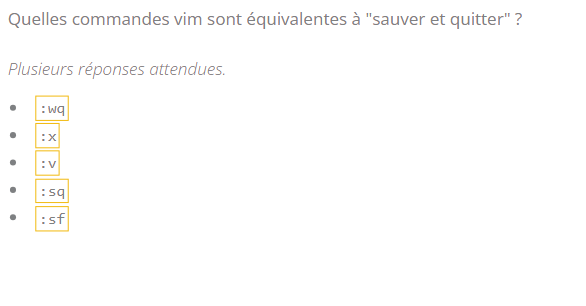 Quelles commandes vim sont équivalentes à "sauver et quitter" ?
Plusieurs réponses attendues.
• :wq
• :x
• :v
• :sq
• :sf